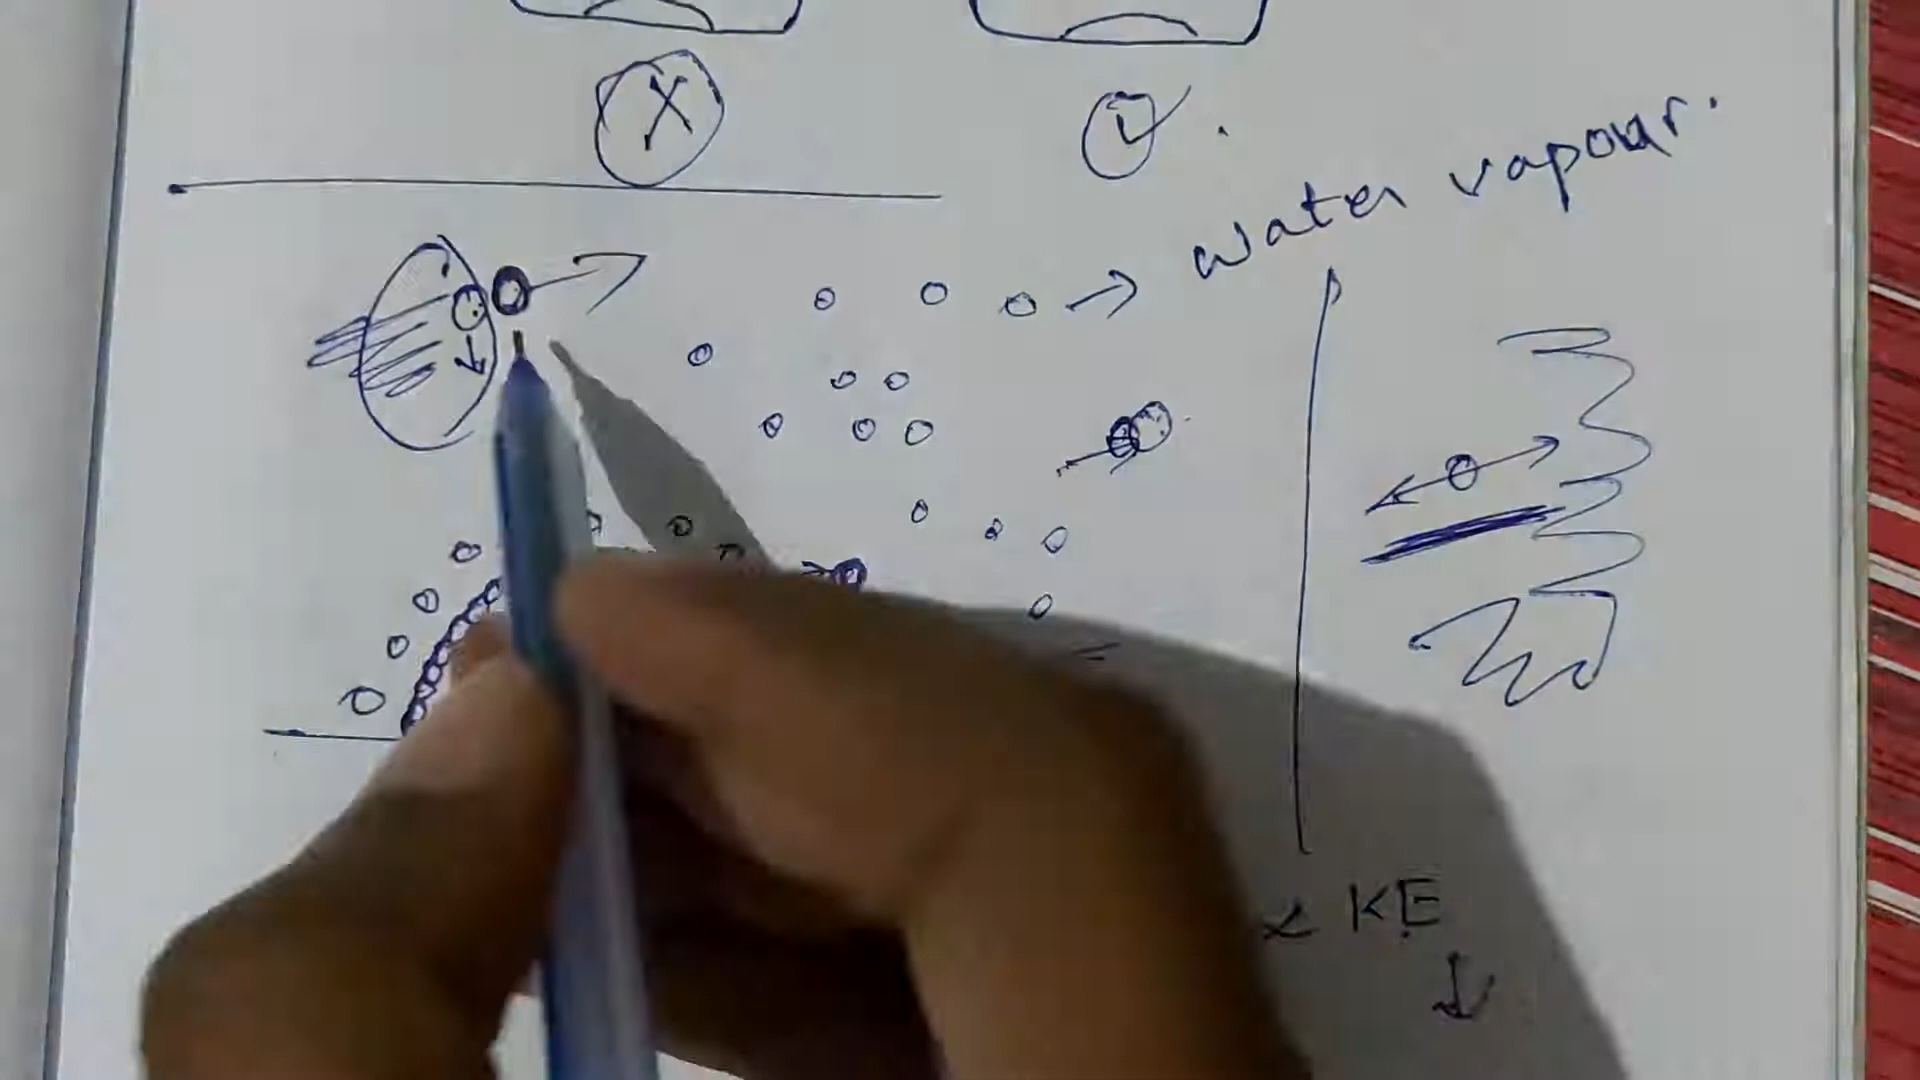 water vapour.
∝ KE
↓